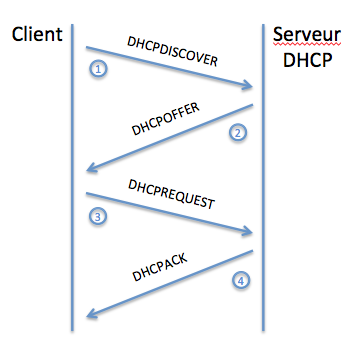 Client
Serveur
DHCP
DHCPDISCOVER
1
DHCPOFFER
2
DHCPREQUEST
3
DHCPACK
4